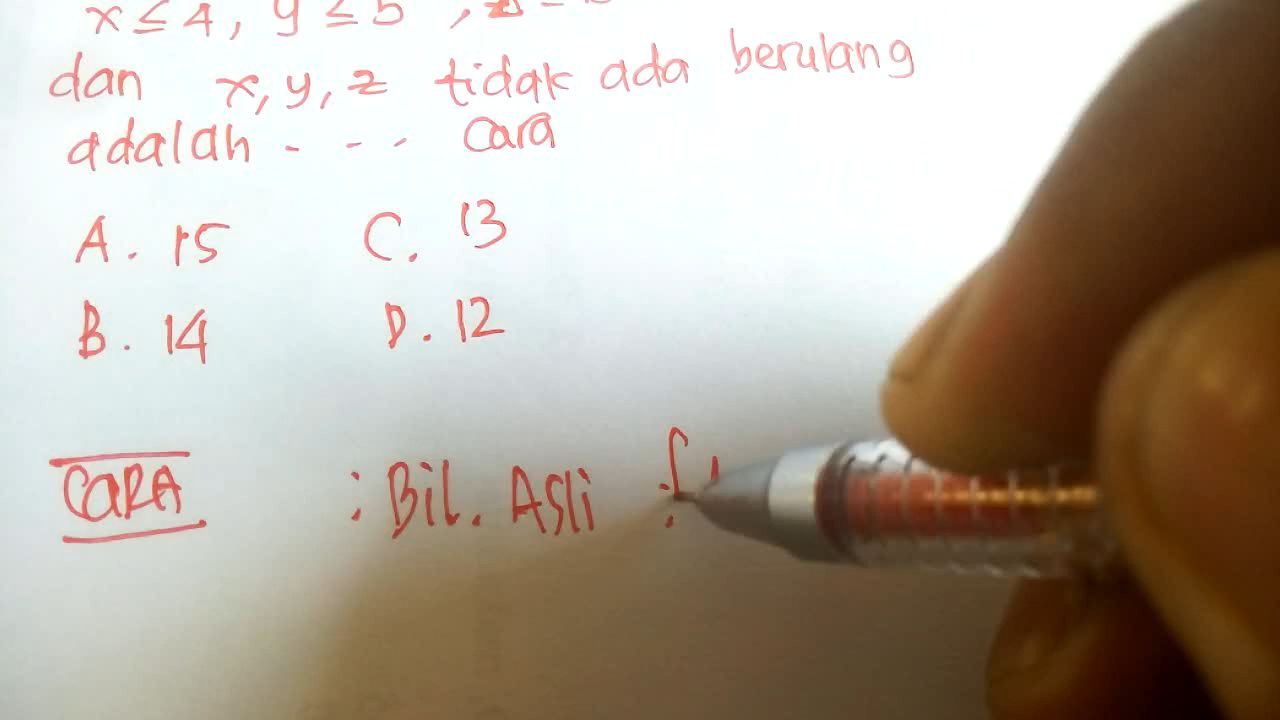 x ≤ 4, y ≤ 5 ,
dan x, y, z tidak ada berulang
adalah - - - Cara
A. 15 C. 13
B. 14 D. 12
CARA : Bil. Asli :